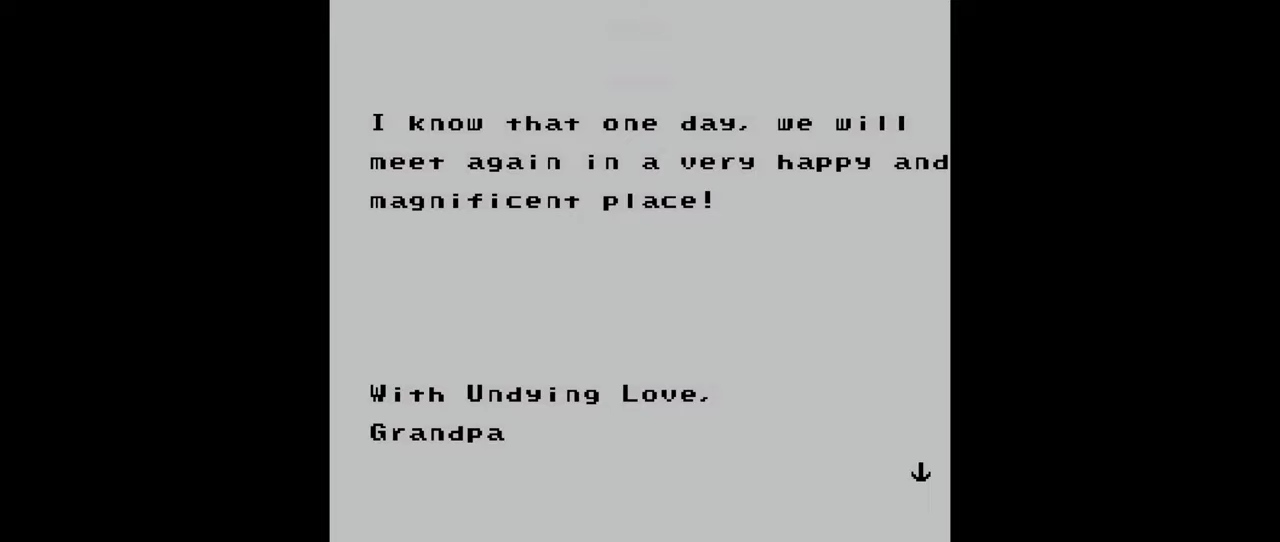 I know that one day, we will
meet again in a very happy and
magnificent place!
With Undying Love,
Grandpa